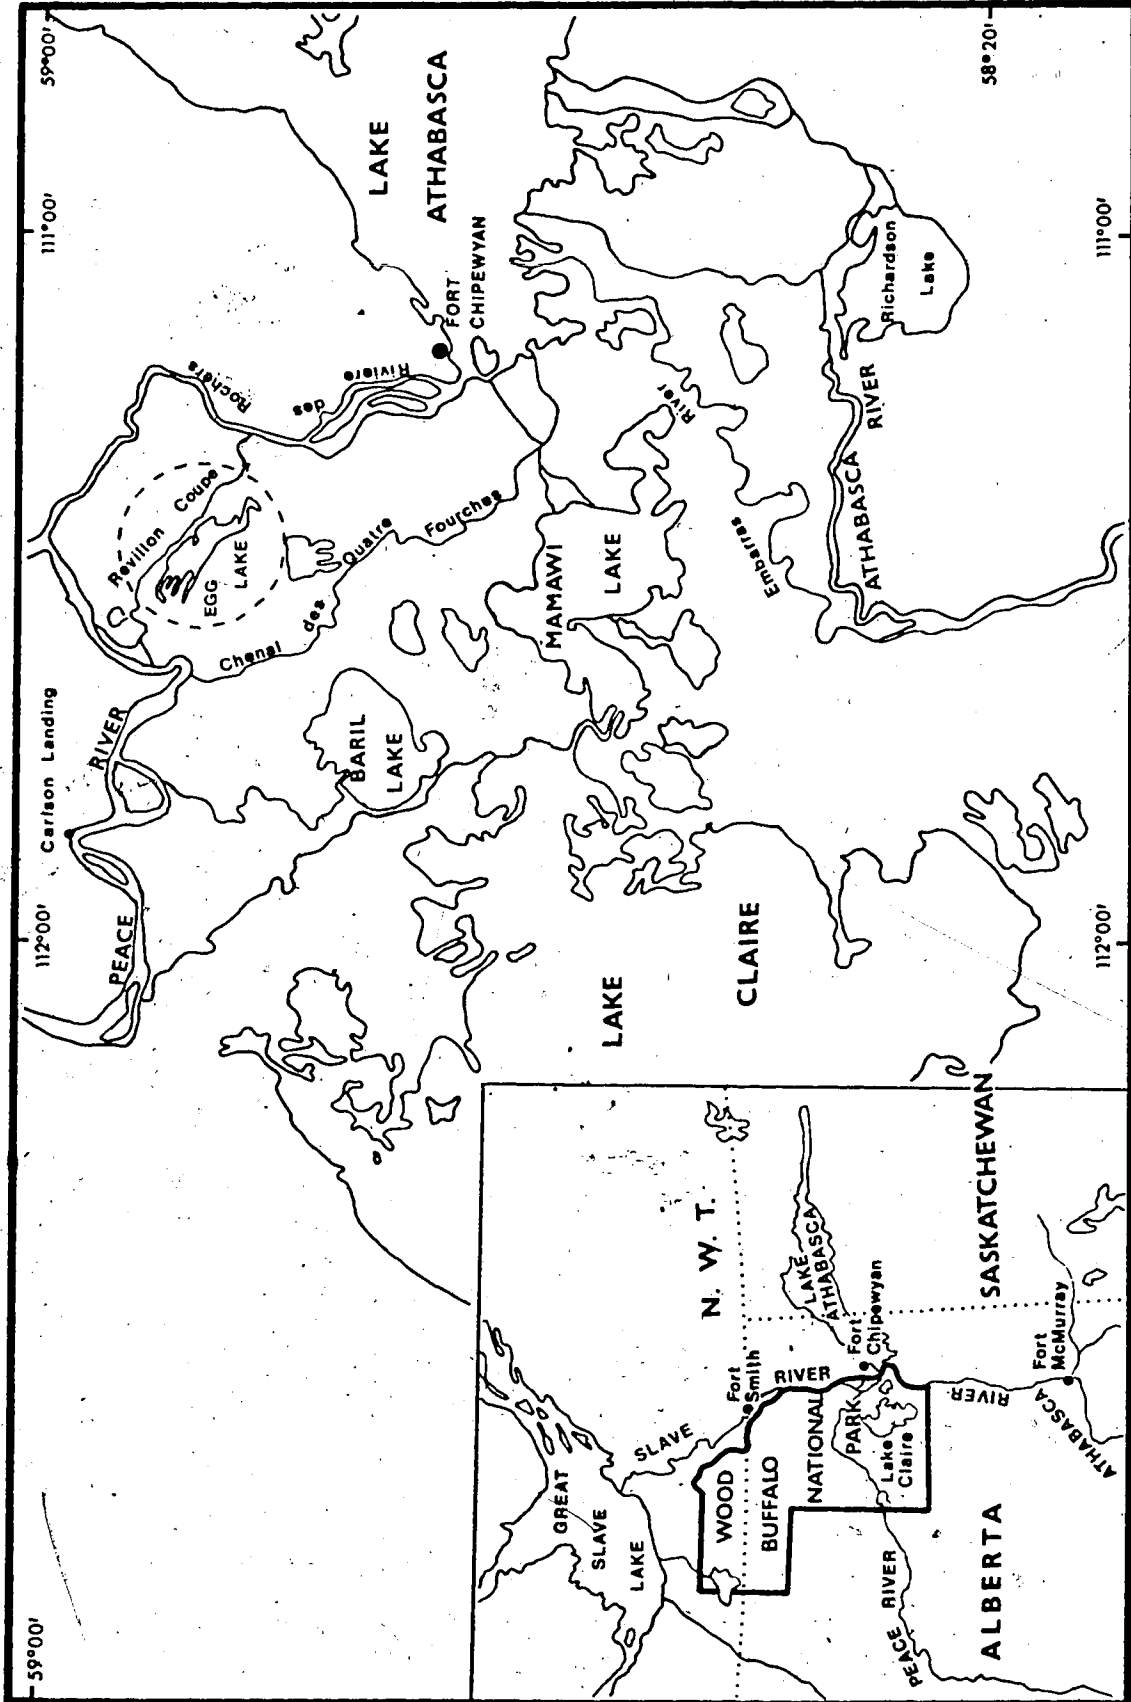 59°00'
112°00'
111°00'
59°00'
Carlson Landing
PEACE
RIVER
Revillon Coupe
EGG
LAKE
Riviere
des
Rochers
Chenal
des
Quatre
Fourches
LAKE
ATHABASCA
FORT
CHIPEWYAN
BARIL
LAKE
MAMAWI
LAKE
Embarras
River
ATHABASCA
RIVER
Richardson
Lake
LAKE
CLAIRE
112°00'
111°00'
58°20'
GREAT
SLAVE
LAKE
SLAVE
RIVER
N. W. T.
Fort
Smith
WOOD
BUFFALO
NATIONAL
PARK
LAKE
ATHABASCA
Fort
Chipewyan
Lake
Claire
PEACE
RIVER
ATHABASCA
RIVER
Fort
McMurray
ALBERTA
SASKATCHEWAN